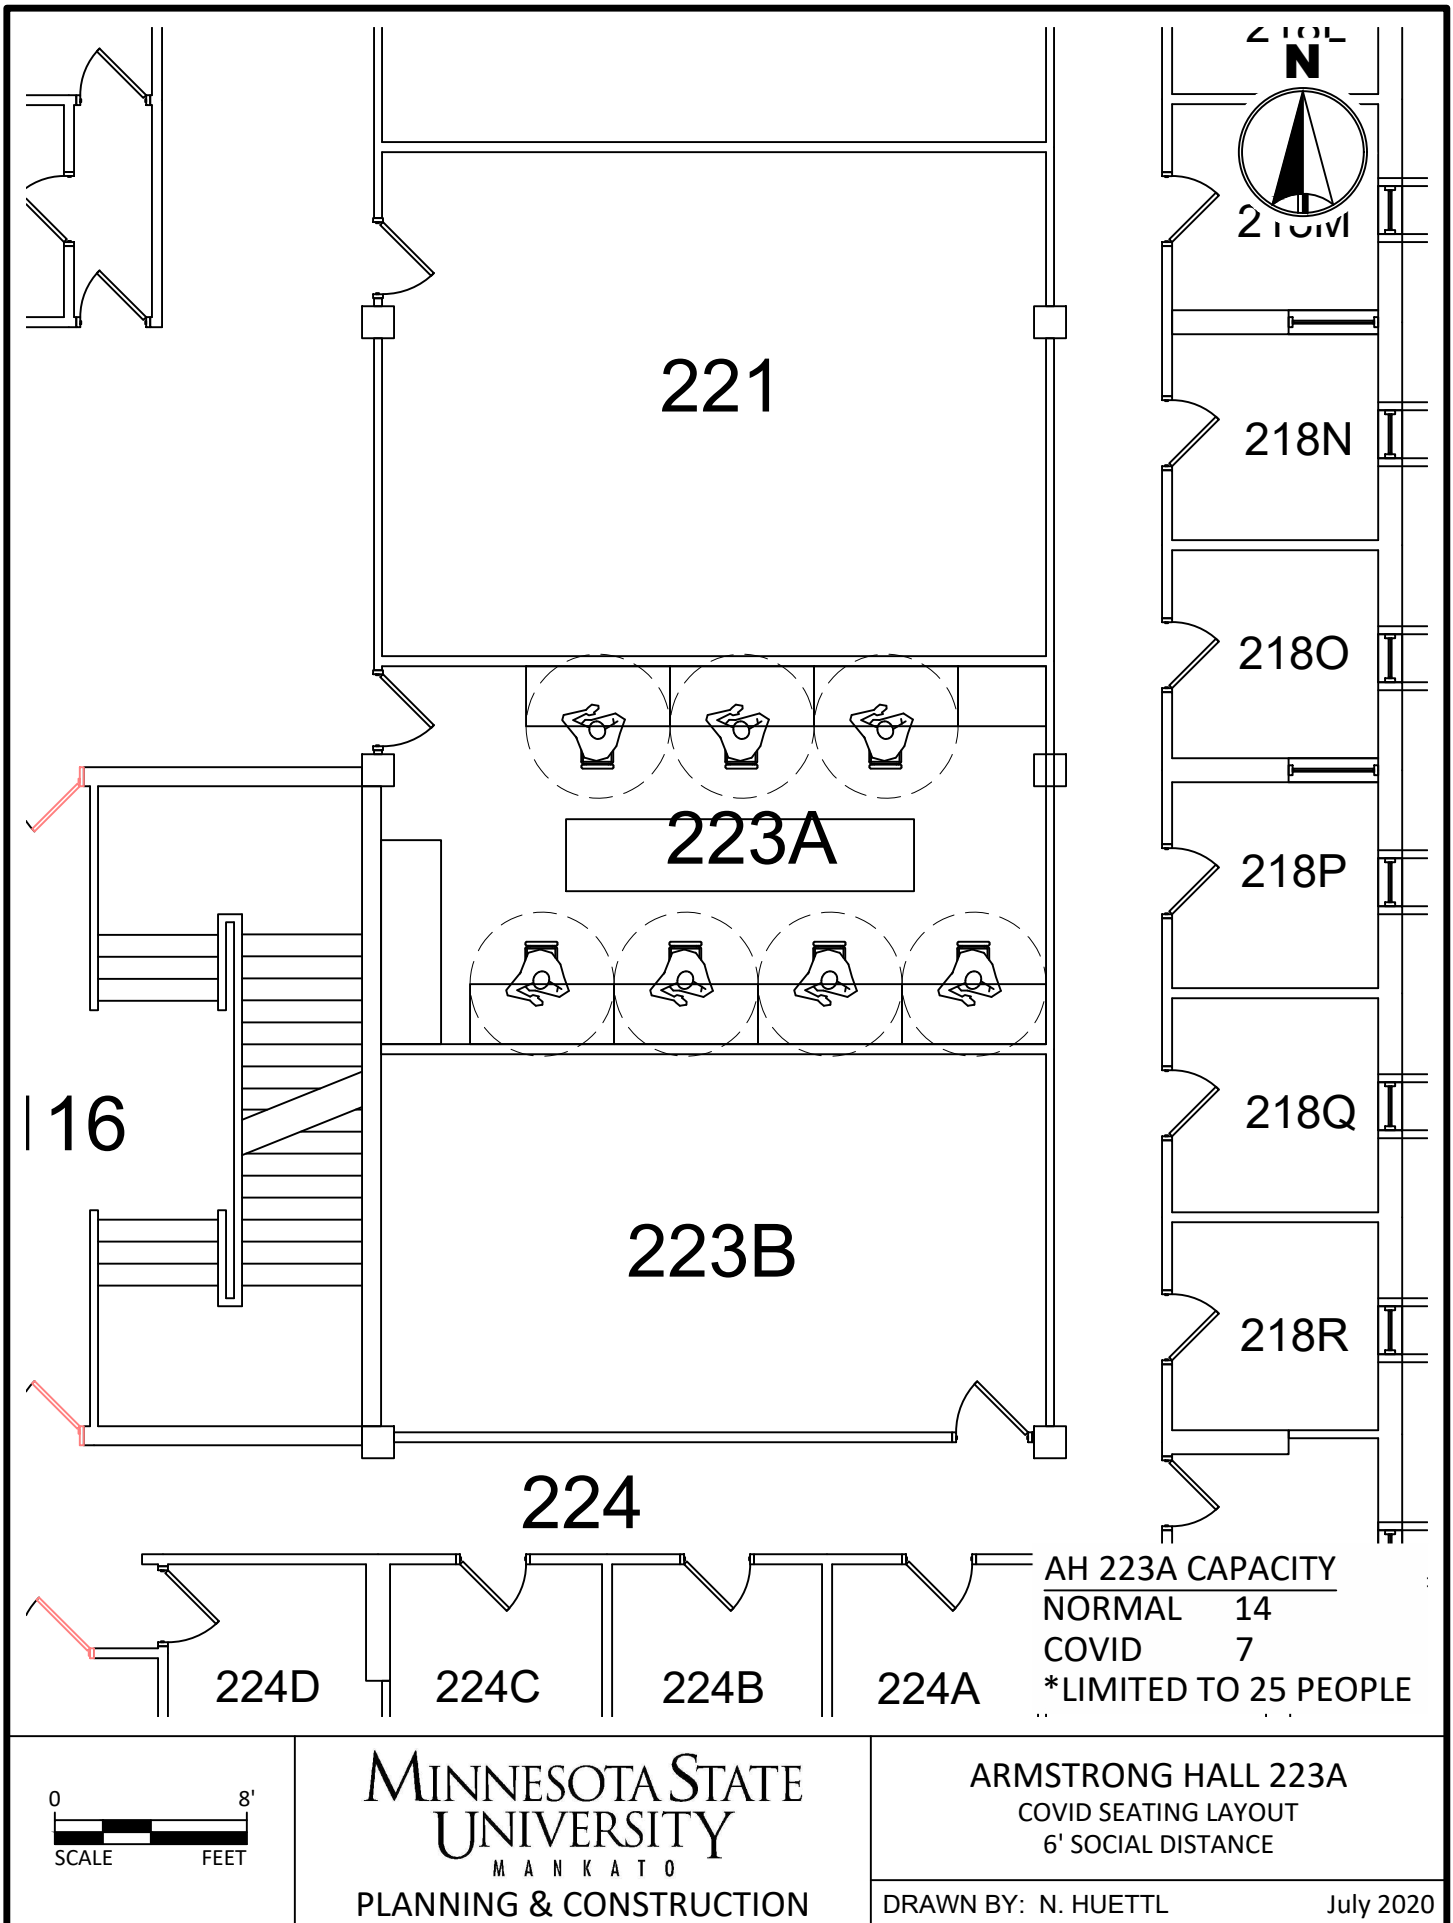 N
221
218N
218O
223A
218P
16
218Q
223B
218R
224
AH 223A CAPACITY
NORMAL 14
COVID 7
*LIMITED TO 25 PEOPLE
224D
224C
224B
224A
0 8'
SCALE FEET
MINNESOTA STATE
UNIVERSITY
MANKATO
PLANNING & CONSTRUCTION
ARMSTRONG HALL 223A
COVID SEATING LAYOUT
6' SOCIAL DISTANCE
DRAWN BY: N. HUETTL July 2020